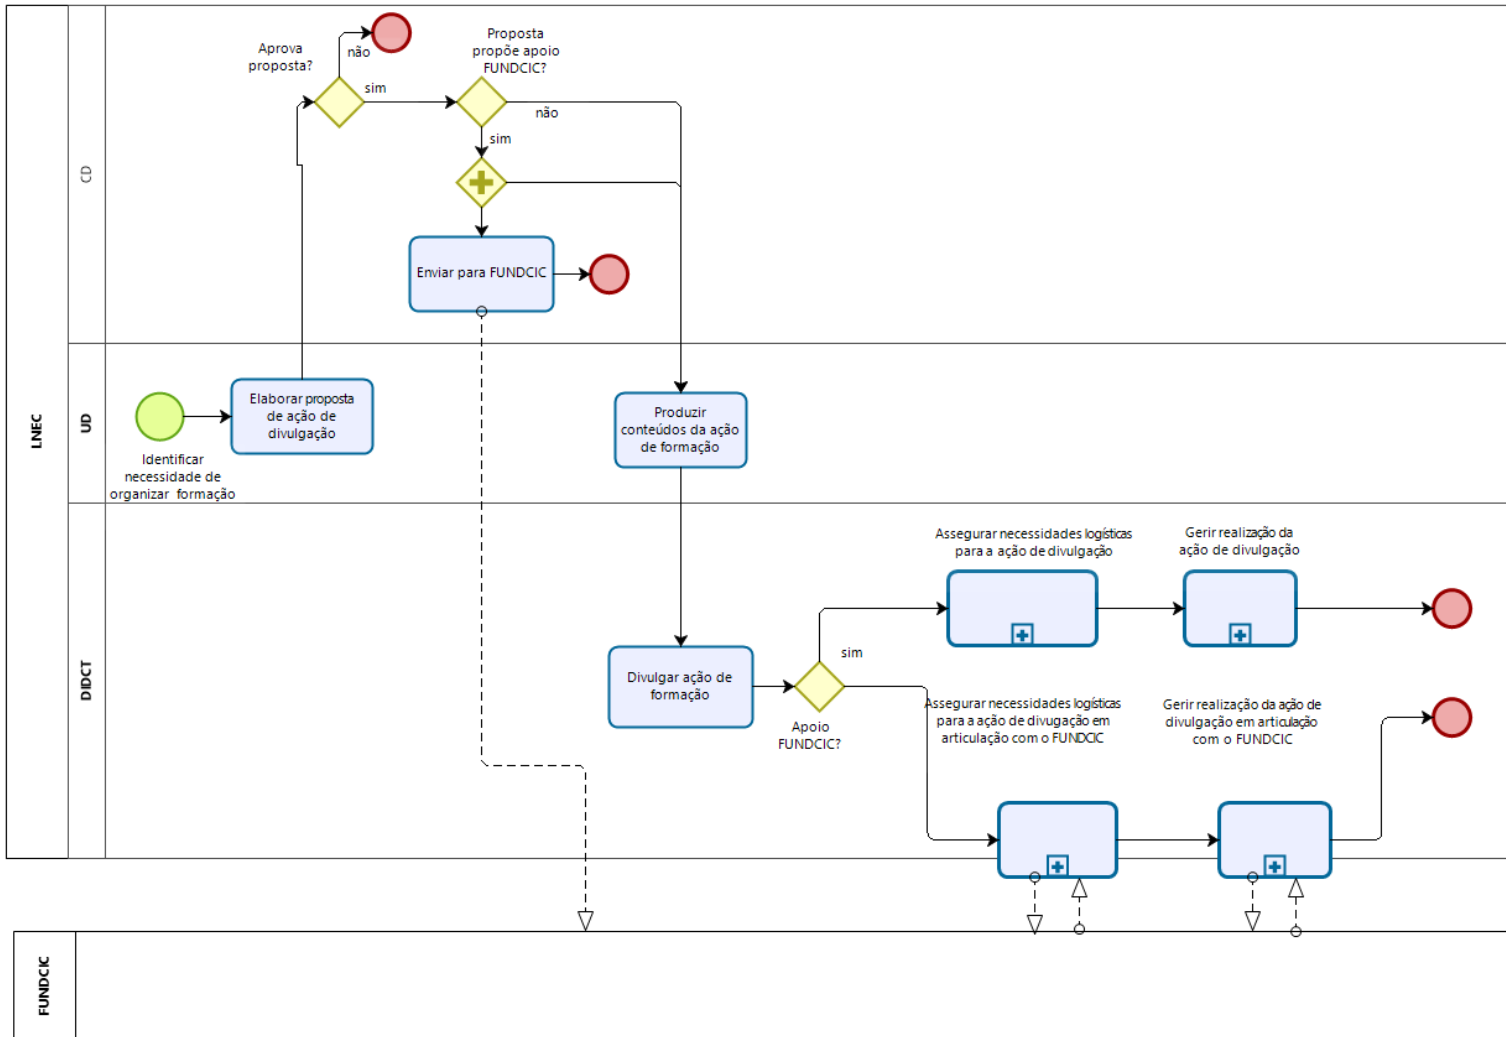 Aprova
proposta?
não
sim
Proposta
propõe apoio
FUNDCIC?
não
sim
CD
Enviar para FUNDCIC
LNEC
UD
Elaborar proposta
de ação de
divulgação
Identificar
necessidade de
organizar formação
Produzir
conteúdos da ação
de formação
DIDCT
Assegurar necessidades logísticas
para a ação de divulgação
Gerir realização da
ação de divulgação
sim
Divulgar ação de
formação
Apoio
FUNDCIC?
Assegurar necessidades logísticas
para a ação de divugação em
articulação com o FUNDCIC
Gerir realização da ação de
divulgação em articulação
com o FUNDCIC
FUNDCIC